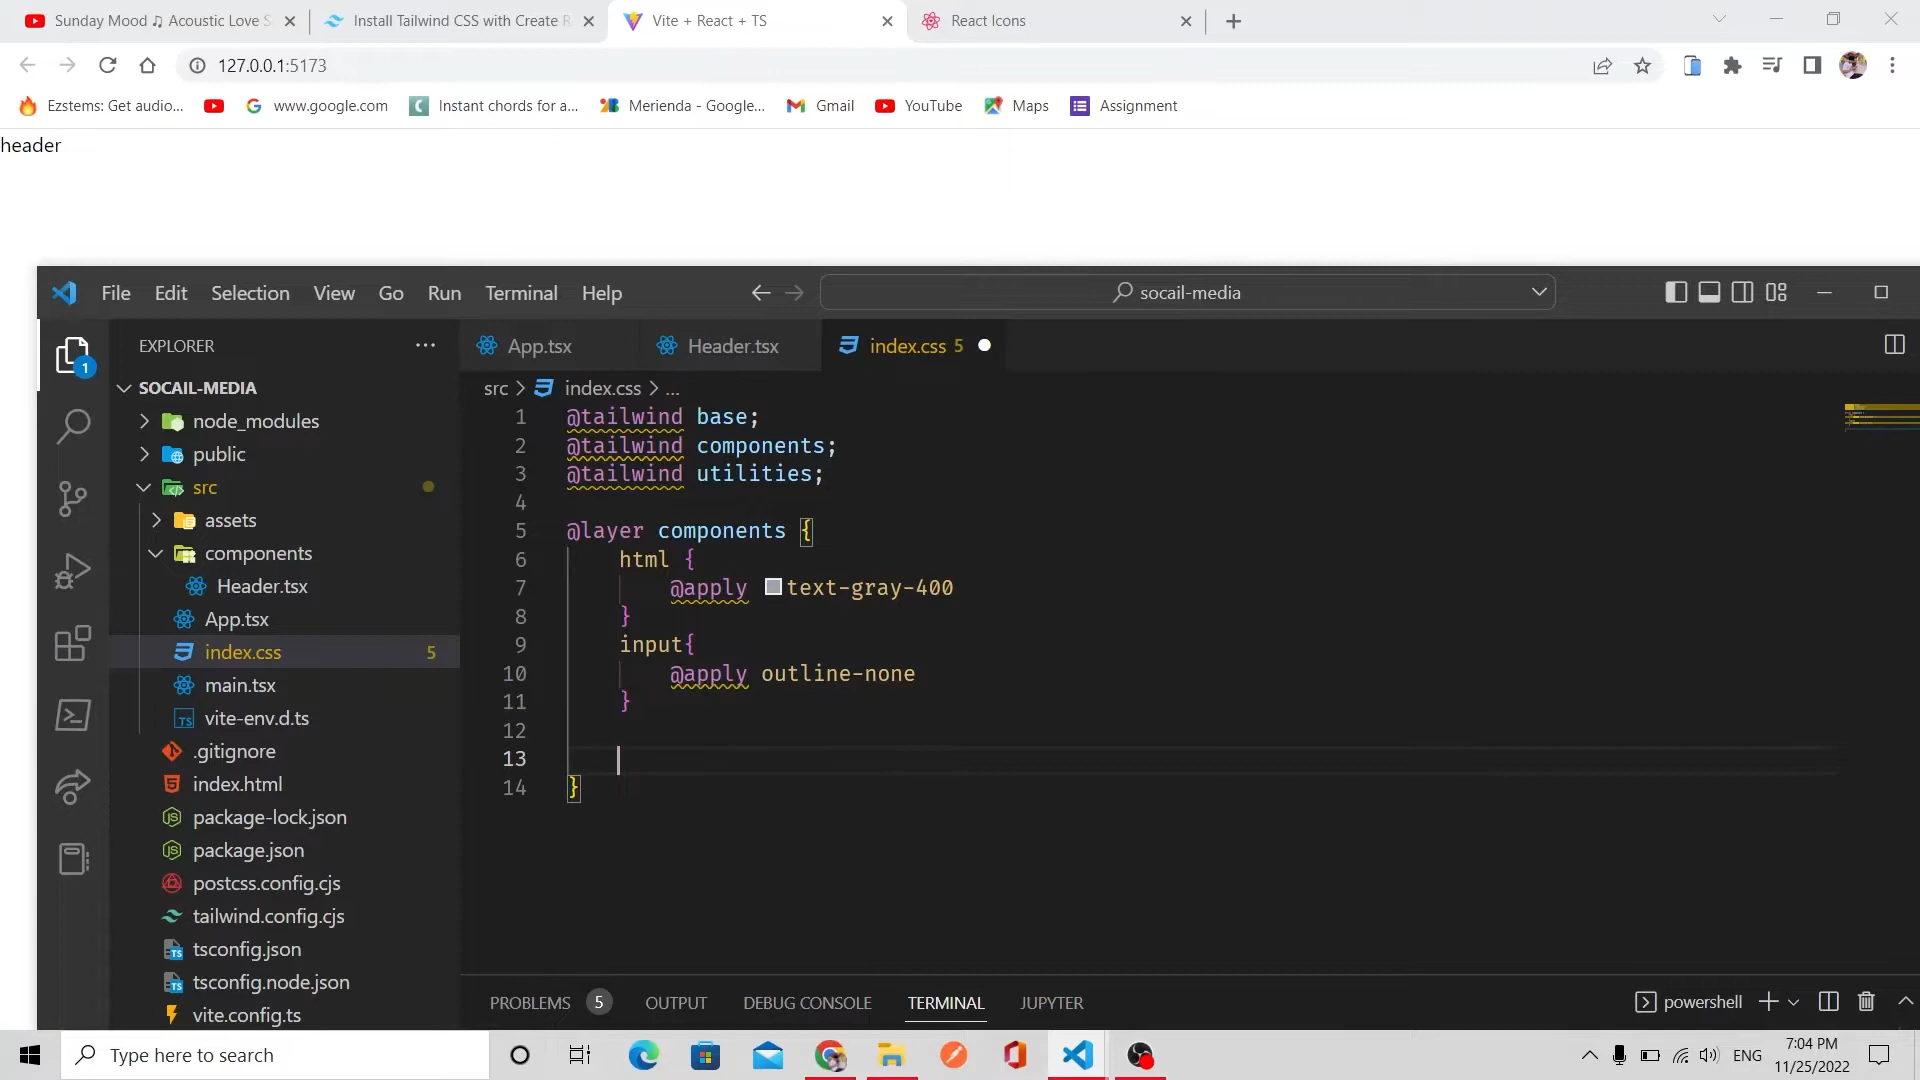 Sunday Mood ♫ Acoustic Love S
Install Tailwind CSS with Create R
Vite + React + TS
React Icons
127.0.0.1:5173
Ezstems: Get audio...
www.google.com
Instant chords for a...
Merienda - Google...
Gmail
YouTube
Maps
Assignment
header
File Edit Selection View Go Run Terminal Help
socail-media
EXPLORER
App.tsx
Header.tsx
index.css 5
1
SOCAIL-MEDIA
node_modules
public
src
assets
components
Header.tsx
App.tsx
index.css 5
main.tsx
vite-env.d.ts
.gitignore
index.html
package-lock.json
package.json
postcss.config.cjs
tailwind.config.cjs
tsconfig.json
tsconfig.node.json
vite.config.ts
src > index.css > ...
1 @tailwind base;
2 @tailwind components;
3 @tailwind utilities;
4
5 @layer components {
6 html {
7 @apply text-gray-400
8 }
9 input{
10 @apply outline-none
11 }
12
13
14 }
PROBLEMS 5 OUTPUT DEBUG CONSOLE TERMINAL JUPYTER
powershell
Type here to search
ENG
7:04 PM
11/25/2022